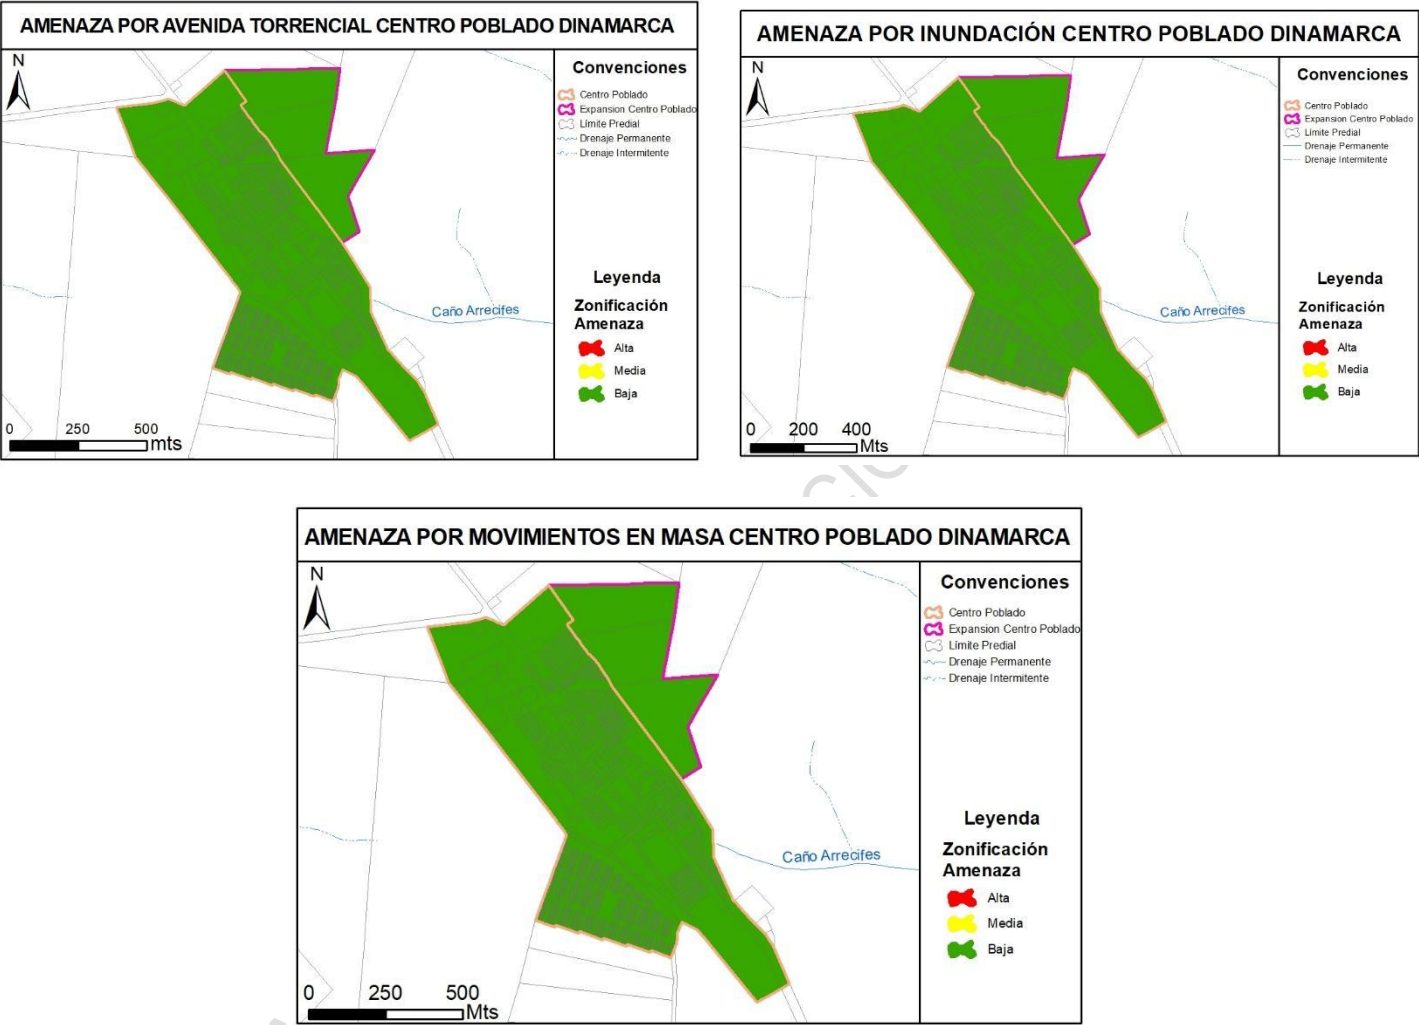 AMENAZA POR AVENIDA TORRENCIAL CENTRO POBLADO DINAMARCA
N
Convenciones
Centro Poblado
Expansion Centro Poblado
Límite Predial
Drenaje Permanente
Drenaje Intermitente
Caño Arrecifes
Leyenda
Zonificación
Amenaza
Alta
Media
Baja
0 250 500
mts
AMENAZA POR INUNDACIÓN CENTRO POBLADO DINAMARCA
N
Convenciones
Centro Poblado
Expansion Centro Poblado
Límite Predial
Drenaje Permanente
Drenaje Intermitente
Caño Arrecifes
Leyenda
Zonificación
Amenaza
Alta
Media
Baja
0 200 400
Mts
AMENAZA POR MOVIMIENTOS EN MASA CENTRO POBLADO DINAMARCA
N
Convenciones
Centro Poblado
Expansion Centro Poblado
Límite Predial
Drenaje Permanente
Drenaje Intermitente
Caño Arrecifes
Leyenda
Zonificación
Amenaza
Alta
Media
Baja
0 250 500
Mts